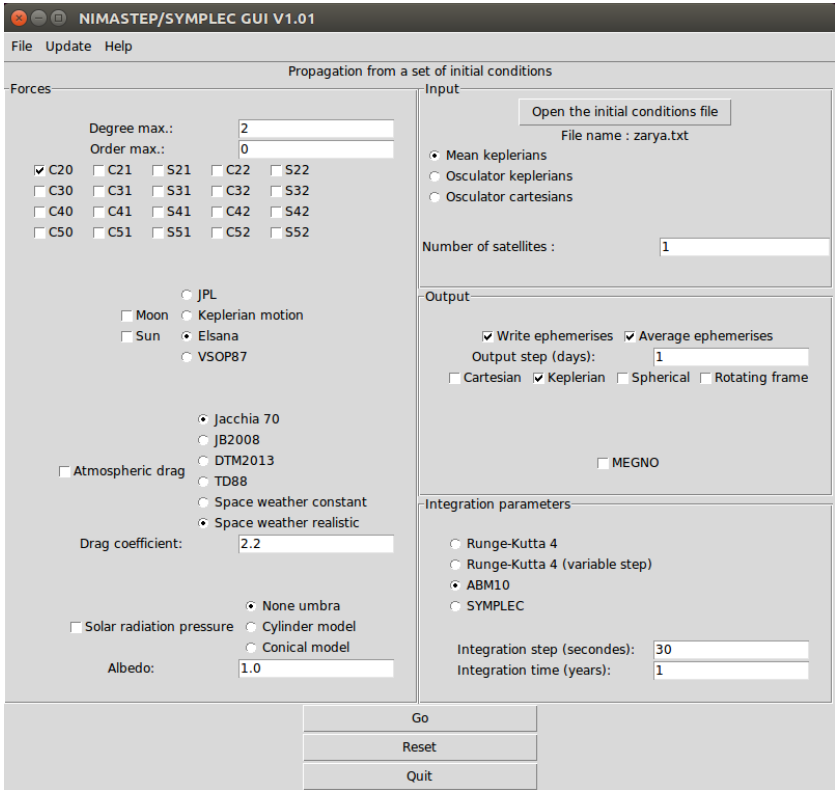 NIMASTEP/SYMPLEC GUI V1.01
File Update Help
Propagation from a set of initial conditions
Forces
Degree max.: 2
Order max.: 0
C20 C21 S21 C22 S22
C30 C31 S31 C32 S32
C40 C41 S41 C42 S42
C50 C51 S51 C52 S52
JPL
Moon Keplerian motion
Sun Elsana
VSOP87
Jacchia 70
JB2008
DTM2013
Atmospheric drag
TD88
Space weather constant
Space weather realistic
Drag coefficient: 2.2
None umbra
Solar radiation pressure Cylinder model
Conical model
Albedo: 1.0
Input
Open the initial conditions file
File name : zarya.txt
Mean keplerians
Osculator keplerians
Osculator cartesians
Number of satellites : 1
Output
Write ephemerises Average ephemerises
Output step (days): 1
Cartesian Keplerian Spherical Rotating frame
MEGNO
Integration parameters
Runge-Kutta 4
Runge-Kutta 4 (variable step)
ABM10
SYMPLEC
Integration step (secondes): 30
Integration time (years): 1
Go
Reset
Quit